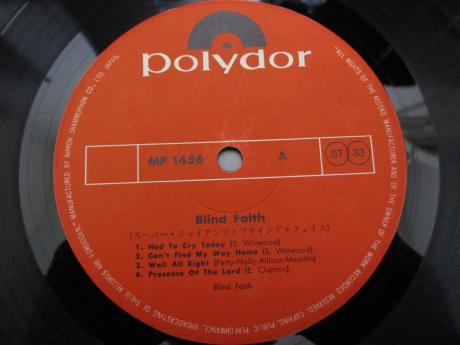 polydor
MP 1456
A
ST 33
Blind Faith
(スーパー・ジャイアンツ・ブラインド・フェイス)
1. Had To Cry Today (S. Winwood)
2. Can't Find My Way Home (S. Winwood)
3. Well All Right (Petty-Holly-Allison-Mauldin)
4. Presence Of The Lord (E. Clapton)
Blind Faith
MANUFACTURED BY NIPPON GRAMMOPHON CO., LTD. JAPAN.
ALL RIGHTS OF THE RECORD MANUFACTURER AND OF THE OWNER OF THE WORK RECORDED RESERVED. COPYING, PUBLIC PERFORMANCE, BROADCASTING OF THESE RECORDS ARE FORBIDDEN